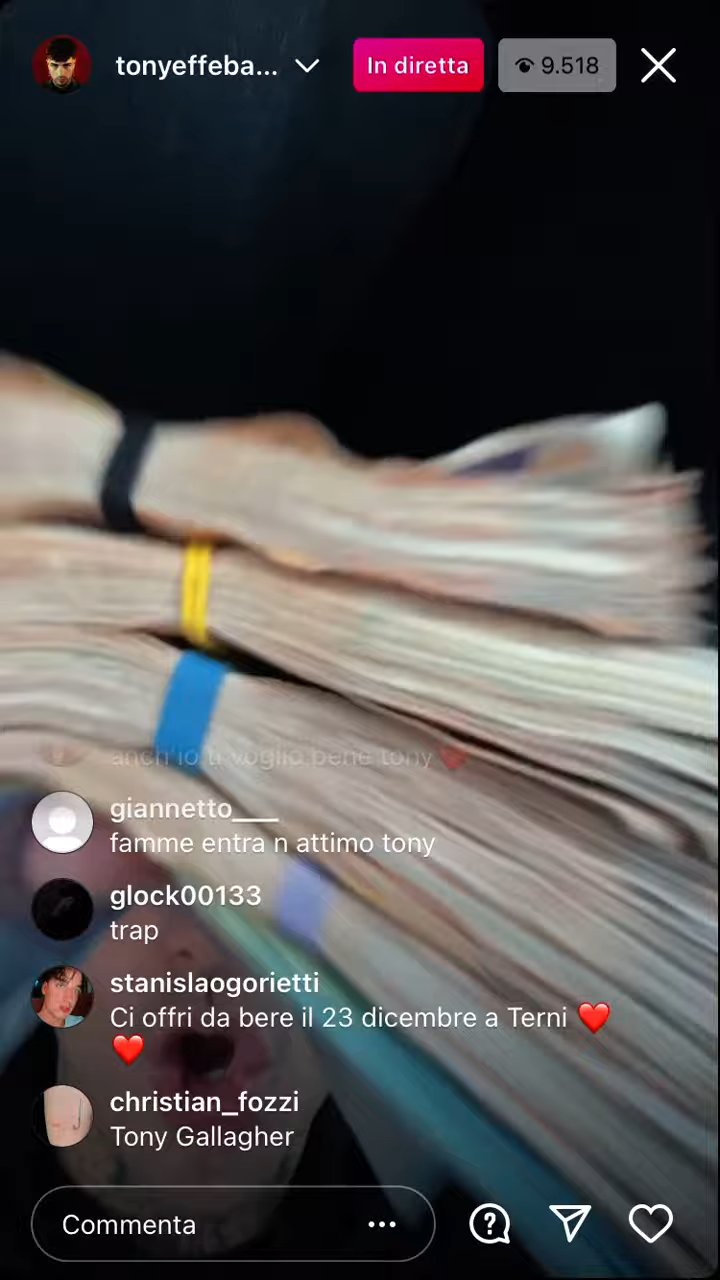 tonyeffeba...
In diretta
9.518
anch'io ti voglio bene tony ❤️
giannetto____
famme entra n attimo tony
glock00133
trap
stanislaogorietti
Ci offri da bere il 23 dicembre a Terni ❤️
❤️
christian_fozzi
Tony Gallagher
Commenta